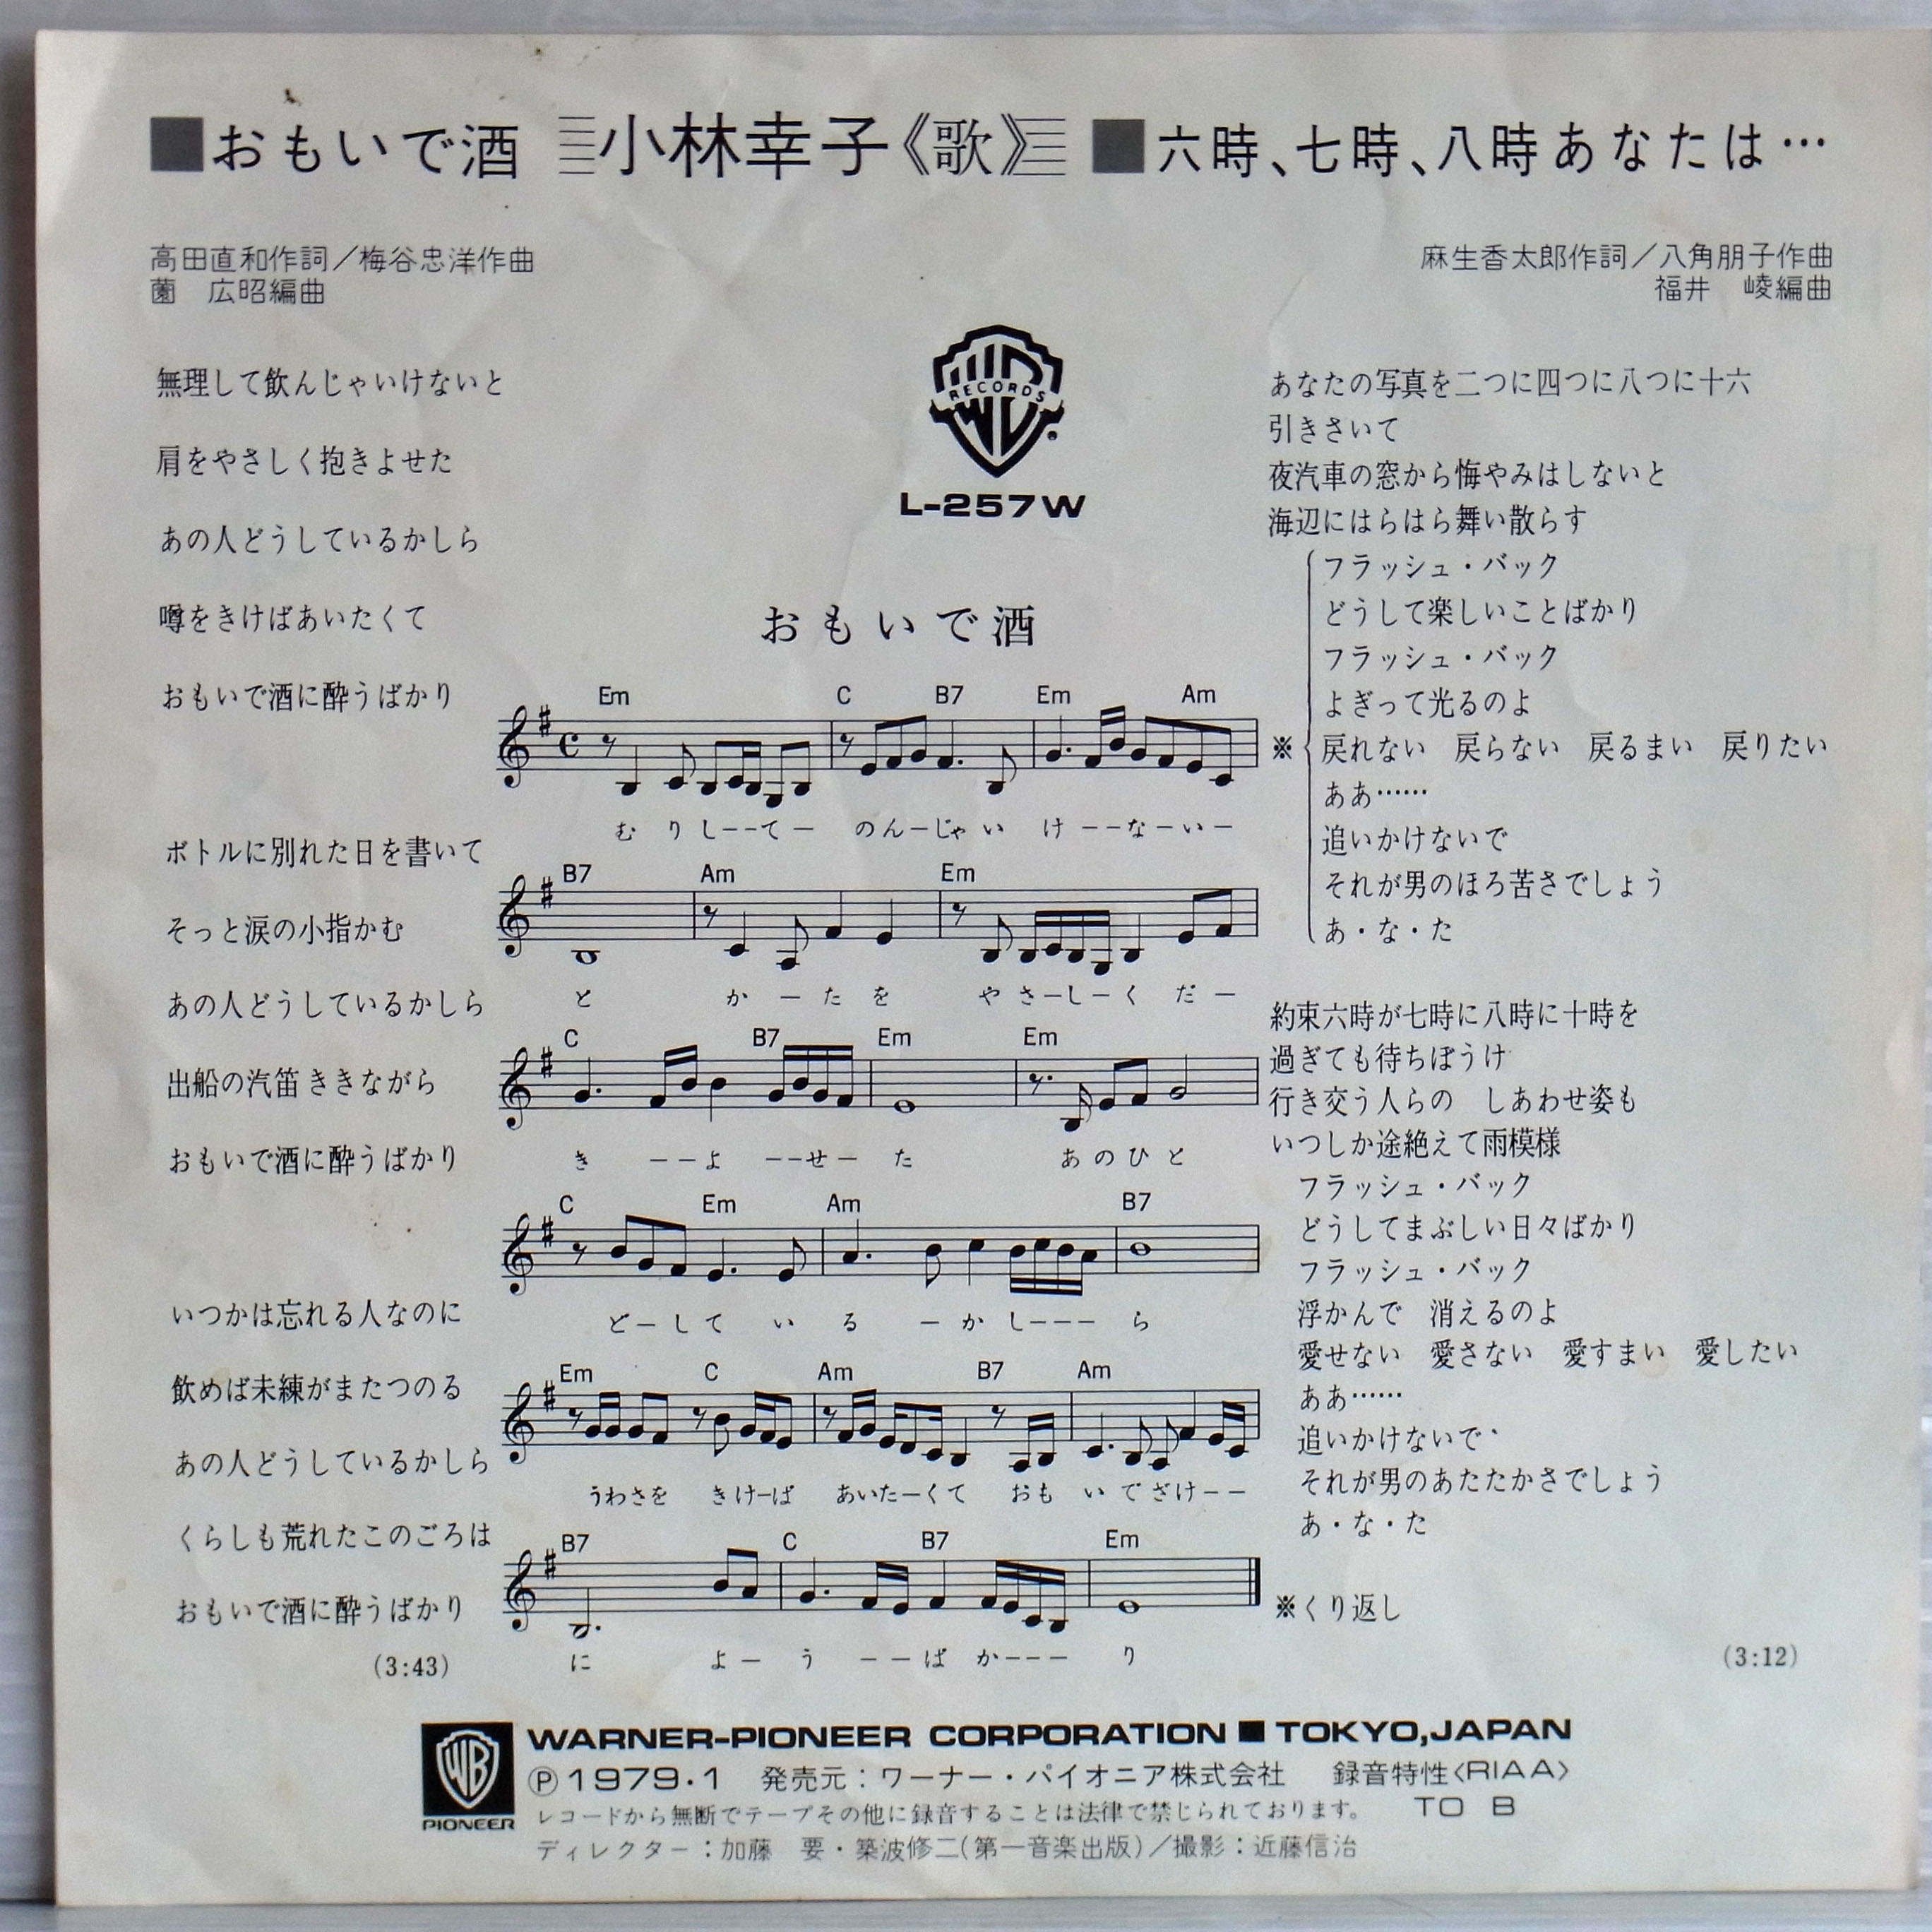 ■おもいで酒 小林幸子《歌》 ■六時、七時、八時あなたは…
高田直和作詞／梅谷忠洋作曲
薗 広昭編曲
麻生香太郎作詞／八角朋子作曲
福井 崚編曲
無理して飲んじゃいけないと
肩をやさしく抱きよせた
あの人どうしているかしら
噂をきけばあいたくて
おもいで酒に酔うばかり
ボトルに別れた日を書いて
そっと涙の小指かむ
あの人どうしているかしら
出船の汽笛ききながら
おもいで酒に酔うばかり
いつかは忘れる人なのに
飲めば未練がまたつのる
あの人どうしているかしら
くらしも荒れたこのごろは
おもいで酒に酔うばかり
(3:43)
RECORDS
L-257W
おもいで酒
Em C B7 Em Am
む り し--て- のん-じゃ い け --な-い-
B7 Am Em
と か - た を や さ-し-く だ -
C B7 Em Em
き --よ --せ- た あ の ひ と
C Em Am B7
ど- し て い る - か し--- ら
Em C Am B7 Am
うわさを きけ-ば あいた-くて おも い で ざけ--
B7 C B7 Em
に よ- う --ば か--- り
あなたの写真を二つに四つに八つに十六
引きさいて
夜汽車の窓から悔やみはしないと
海辺にはらはら舞い散らす
フラッシュ・バック
どうして楽しいことばかり
フラッシュ・バック
よぎって光るのよ
※ 戻れない 戻らない 戻るまい 戻りたい
ああ……
追いかけないで
それが男のほろ苦さでしょう
あ・な・た
約束六時が七時に八時に十時を
過ぎても待ちぼうけ
行き交う人らの しあわせ姿も
いつしか途絶えて雨模様
フラッシュ・バック
どうしてまぶしい日々ばかり
フラッシュ・バック
浮かんで 消えるのよ
愛せない 愛さない 愛すまい 愛したい
ああ……
追いかけないで
それが男のあたたかさでしょう
あ・な・た
※くり返し
(3:12)
WB PIONEER
WARNER-PIONEER CORPORATION ■ TOKYO,JAPAN
Ⓟ1979・1 発売元：ワーナー・パイオニア株式会社 録音特性〈RIAA〉
レコードから無断でテープその他に録音することは法律で禁じられております。 TO B
ディレクター：加藤 要・築波修二(第一音楽出版)／撮影：近藤信治